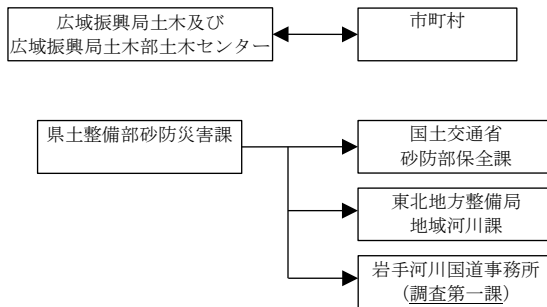 広域振興局土木及び
広域振興局土木部土木センター
市町村
県土整備部砂防災害課
国土交通省
砂防部保全課
東北地方整備局
地域河川課
岩手河川国道事務所
(調査第一課)